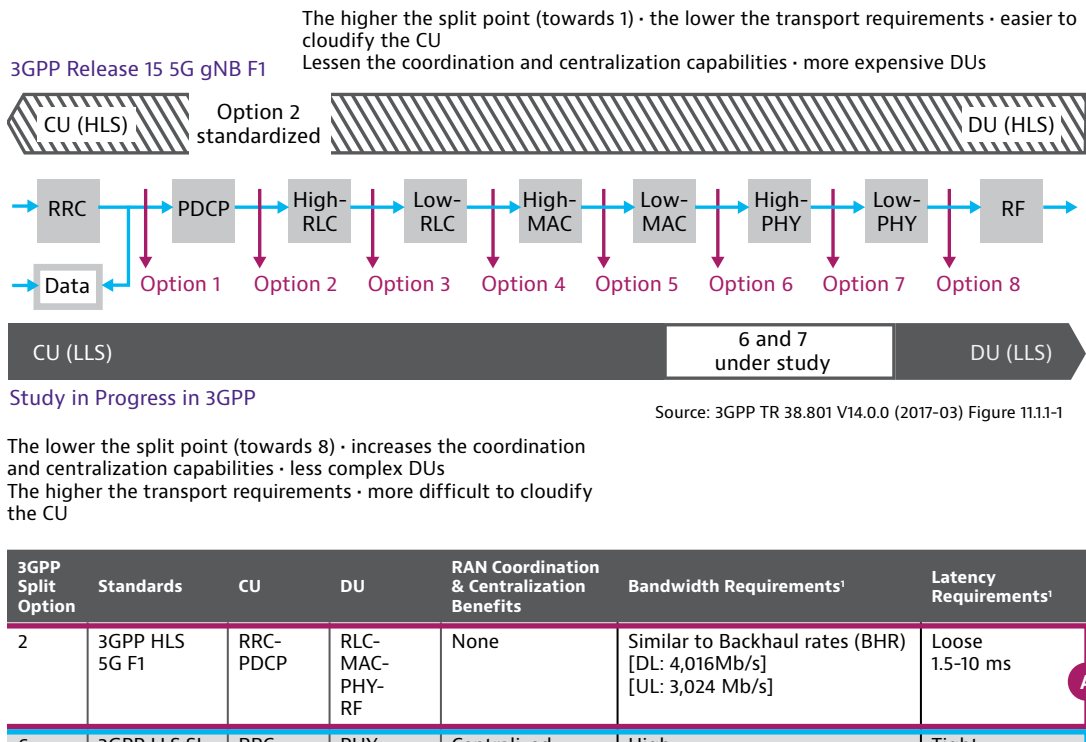 The higher the split point (towards 1) · the lower the transport requirements · easier to
cloudify the CU
Lessen the coordination and centralization capabilities · more expensive DUs
3GPP Release 15 5G gNB F1
CU (HLS)
Option 2
standardized
DU (HLS)
RRC
PDCP
High-
RLC
Low-
RLC
High-
MAC
Low-
MAC
High-
PHY
Low-
PHY
RF
Data
Option 1
Option 2
Option 3
Option 4
Option 5
Option 6
Option 7
Option 8
CU (LLS)
6 and 7
under study
DU (LLS)
Study in Progress in 3GPP
Source: 3GPP TR 38.801 V14.0.0 (2017-03) Figure 11.1.1-1
The lower the split point (towards 8) · increases the coordination
and centralization capabilities · less complex DUs
The higher the transport requirements · more difficult to cloudify
the CU
3GPP
Split
Option
Standards
CU
DU
RAN Coordination
& Centralization
Benefits
Bandwidth Requirements¹
Latency
Requirements¹
2
3GPP HLS
5G F1
RRC-
PDCP
RLC-
MAC-
PHY-
RF
None
Similar to Backhaul rates (BHR)
[DL: 4,016Mb/s]
[UL: 3,024 Mb/s]
Loose
1.5-10 ms
A